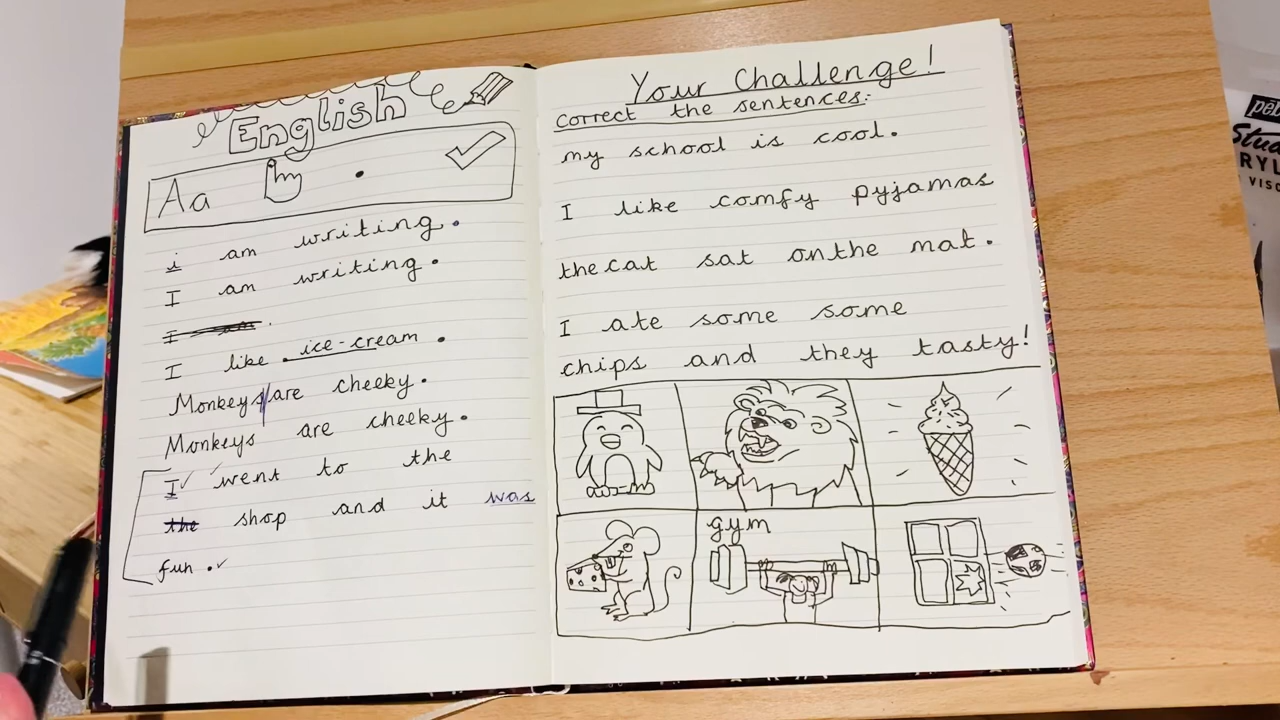 English
Aa .
i am writing.
I am writing.
I like ice-cream.
Monkeys are cheeky.
Monkeys are cheeky.
I went to the
the shop and it was
fun.
Your Challenge!
correct the sentences:
my school is cool.
I like comfy pyjamas
thecat sat onthe mat.
I ate some some
chips and they tasty!
gym